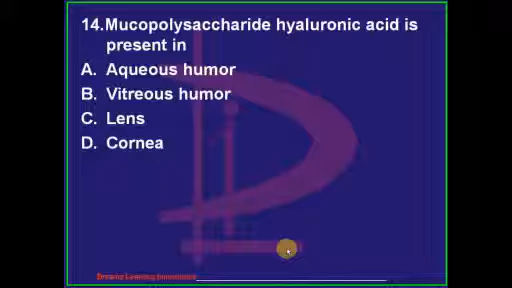 14.Mucopolysaccharide hyaluronic acid is
present in
A. Aqueous humor
B. Vitreous humor
C. Lens
D. Cornea